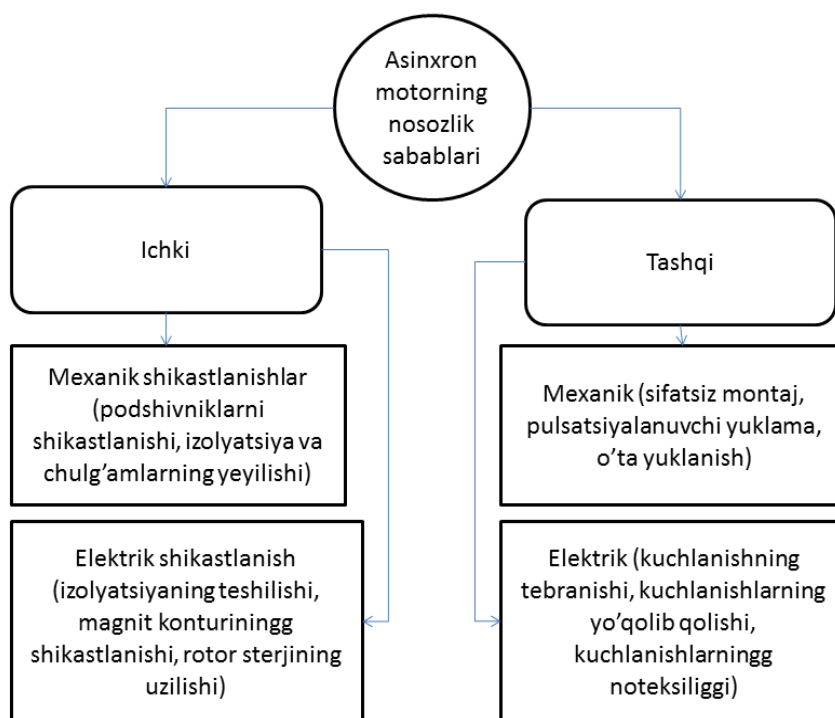 Asinxron
motorning
nosozlik
sabablari
Ichki
Tashqi
Mexanik shikastlanishlar
(podshivniklarni
shikastlanishi, izolyatsiya va
chulg’amlarning yeyilishi)
Mexanik (sifatsiz montaj,
pulsatsiyalanuvchi yuklama,
o’ta yuklanish)
Elektrik shikastlanish
(izolyatsiyaning teshilishi,
magnit konturiningg
shikastlanishi, rotor sterjining
uzilishi)
Elektrik (kuchlanishning
tebranishi, kuchlanishlarning
yo’qolib qolishi,
kuchlanishlarningg
noteksiliggi)